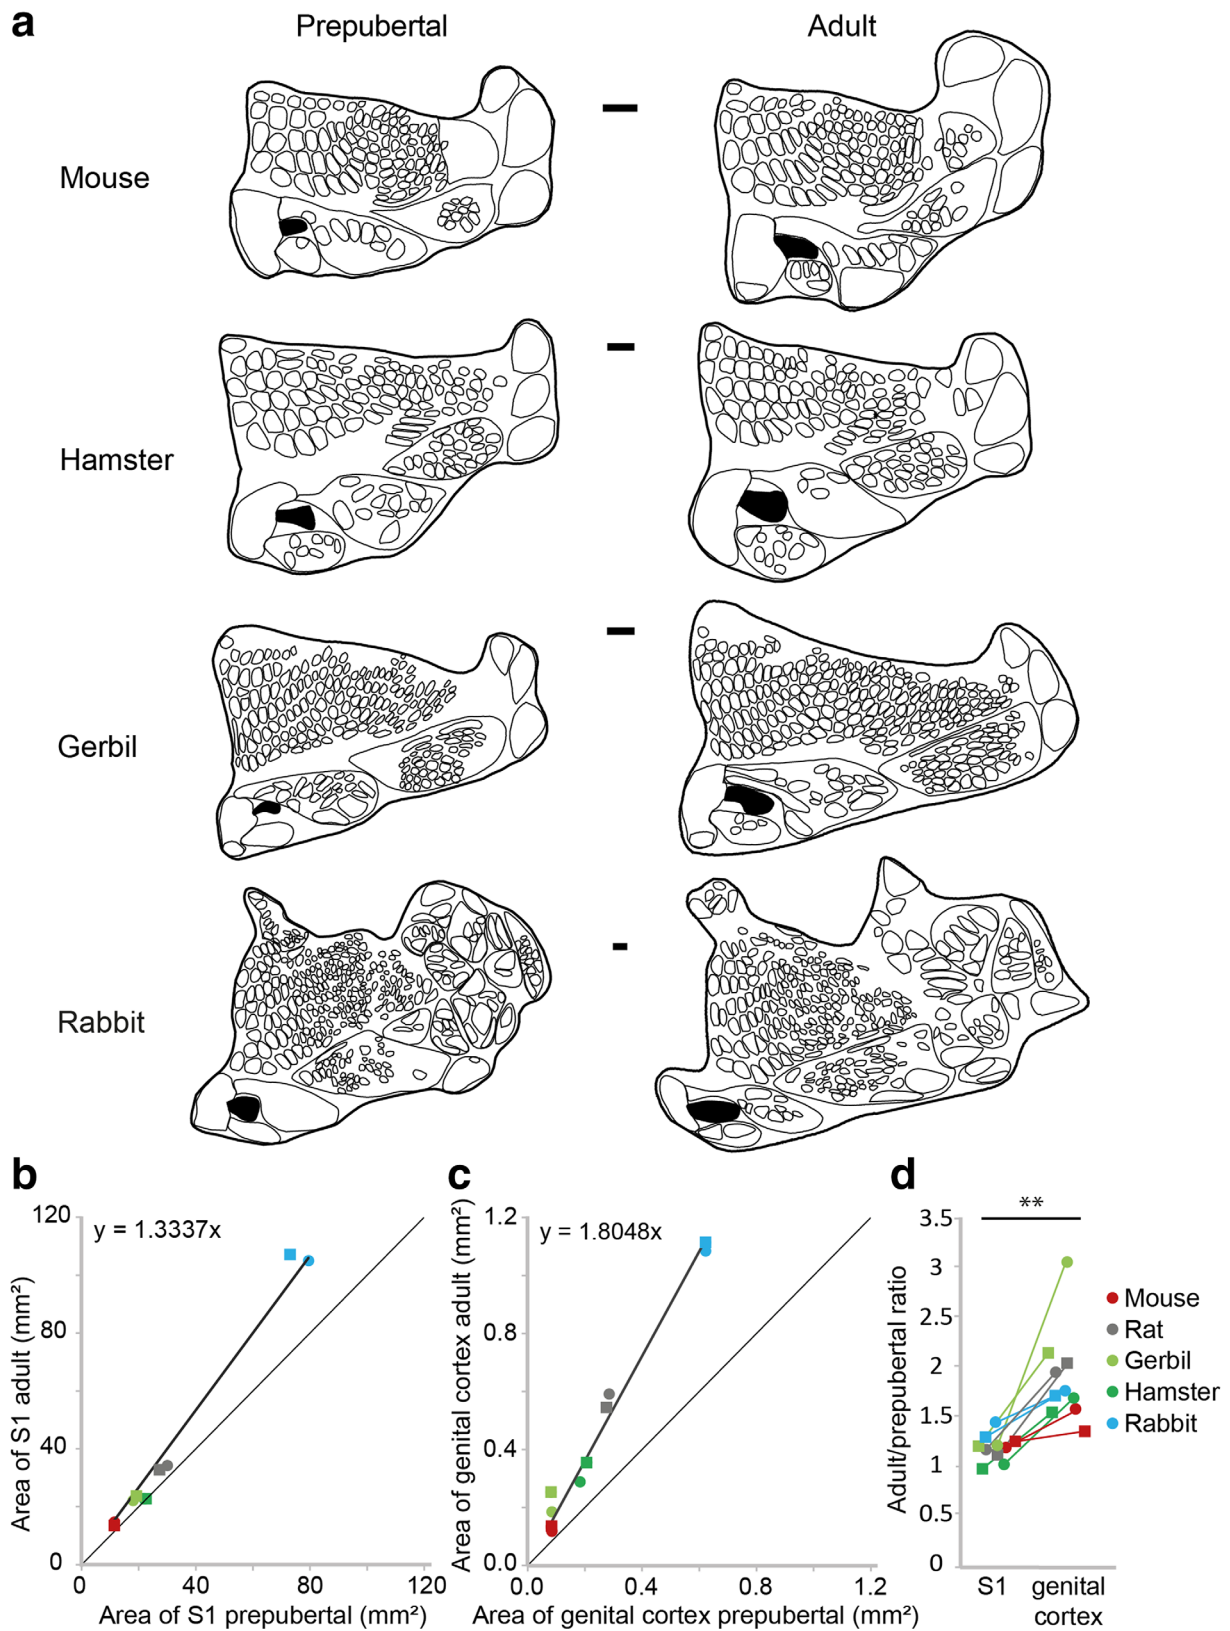 a
Prepubertal
Adult
Mouse
Hamster
Gerbil
Rabbit
b
y = 1.3337x
Area of S1 adult (mm²)
120
80
40
0
0
40
80
120
Area of S1 prepubertal (mm²)
c
y = 1.8048x
Area of genital cortex adult (mm²)
1.2
0.8
0.4
0.0
0.0
0.4
0.8
1.2
Area of genital cortex prepubertal (mm²)
d
**
Adult/prepubertal ratio
3.5
3
2.5
2
1.5
1
0.5
0
S1
genital
cortex
Mouse
Rat
Gerbil
Hamster
Rabbit